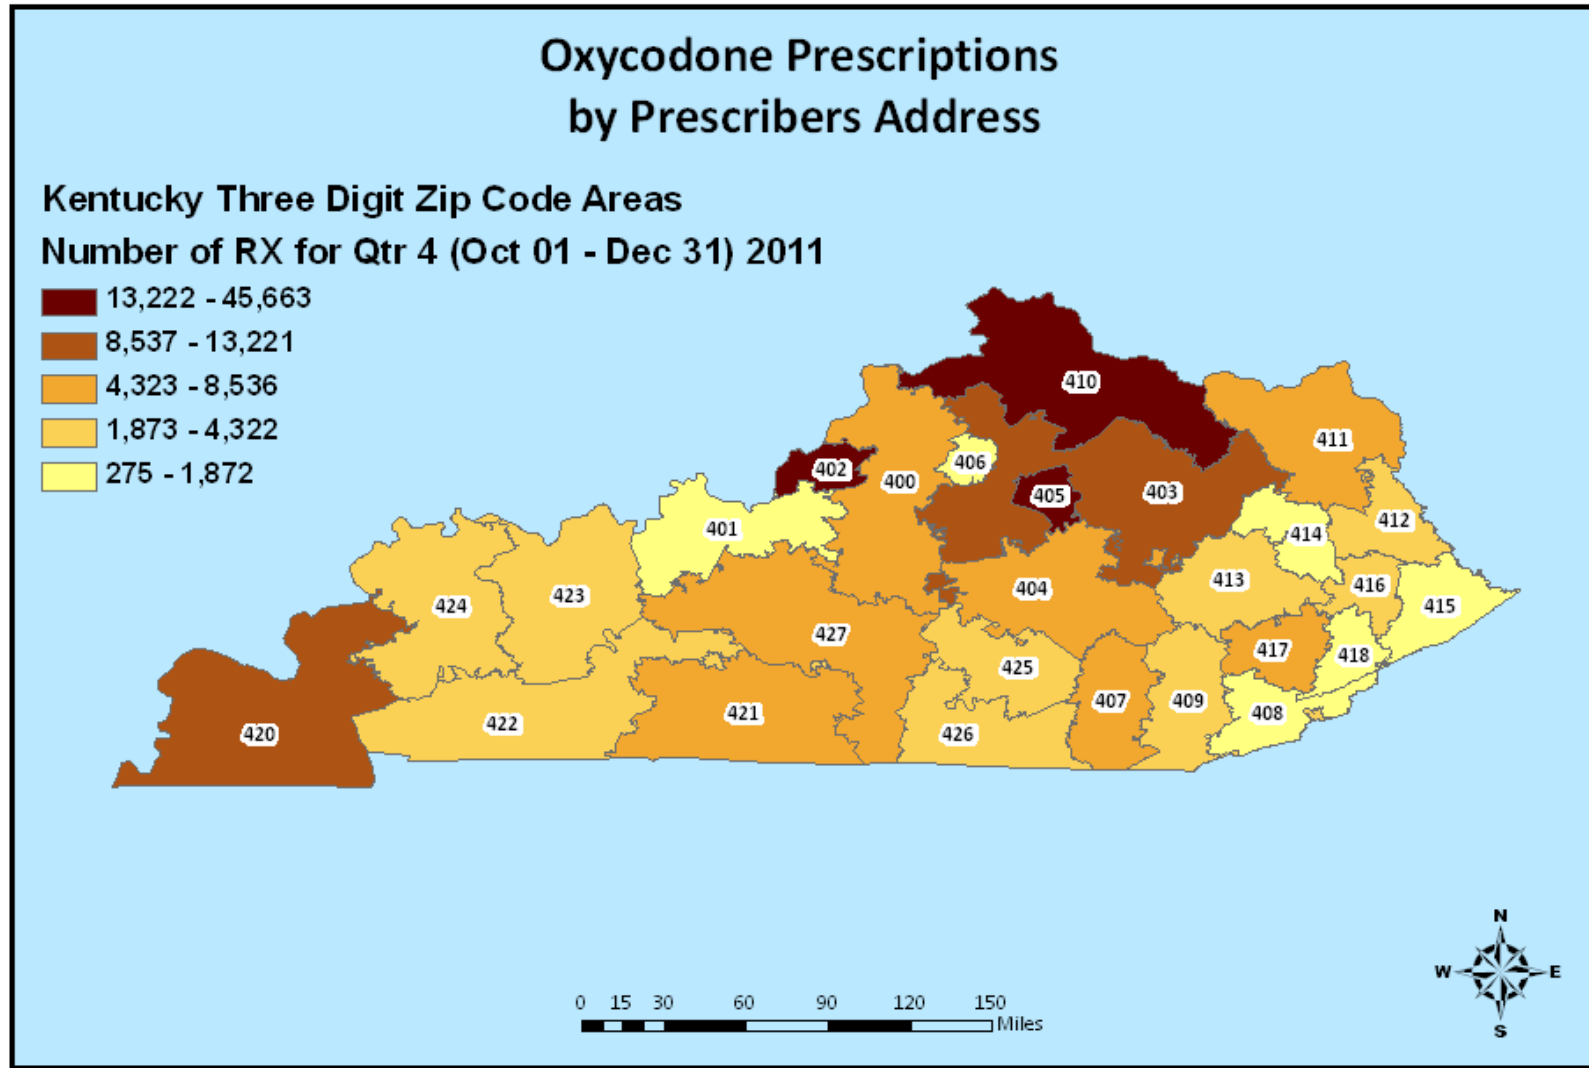 Oxycodone Prescriptions
by Prescribers Address
Kentucky Three Digit Zip Code Areas
Number of RX for Qtr 4 (Oct 01 - Dec 31) 2011
13,222 - 45,663
8,537 - 13,221
4,323 - 8,536
1,873 - 4,322
275 - 1,872
410
411
402
406
400
405
403
412
401
414
413
416
404
424
423
415
427
417
418
425
407
409
408
420
422
421
426
N
W E
S
0 15 30 60 90 120 150
Miles